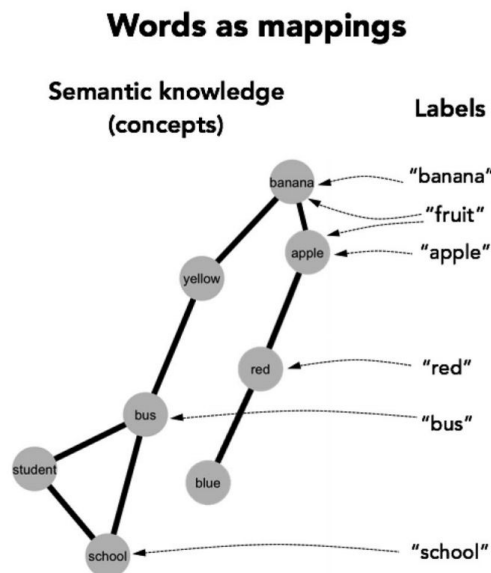 Words as mappings
Semantic knowledge
(concepts)
Labels
banana
"banana"
"fruit"
apple
"apple"
yellow
red
"red"
bus
"bus"
student
blue
school
"school"